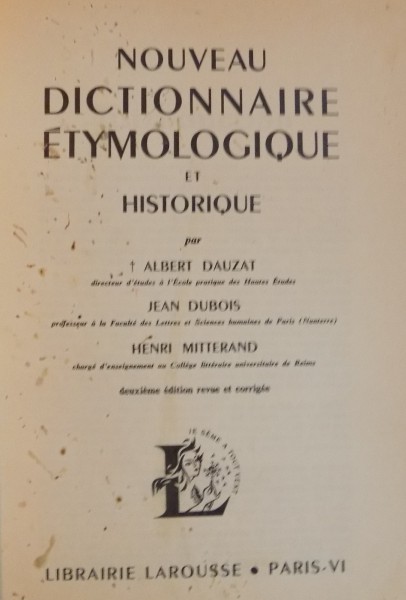 NOUVEAU
DICTIONNAIRE
ÉTYMOLOGIQUE
ET
HISTORIQUE
par
† ALBERT DAUZAT
directeur d'études à l'École pratique des Hautes Études
JEAN DUBOIS
professeur à la Faculté des Lettres et Sciences humaines de Paris (Nanterre)
HENRI MITTERAND
chargé d'enseignement au Collège littéraire universitaire de Reims
deuxième édition revue et corrigée
JE SÈME À TOUT VENT
L
LIBRAIRIE LAROUSSE • PARIS-VI